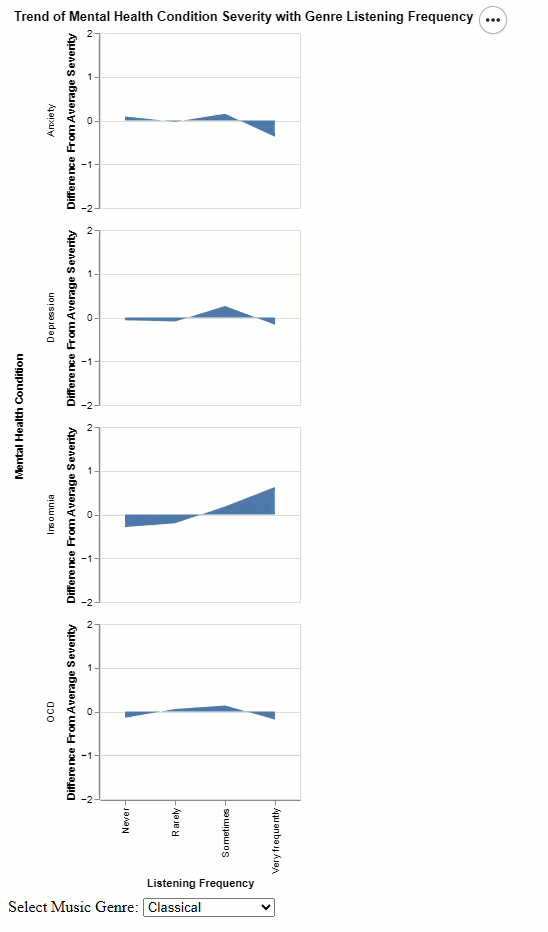 Trend of Mental Health Condition Severity with Genre Listening Frequency
Mental Health Condition
Anxiety
Difference From Average Severity
2
1
0
−1
−2
Depression
Difference From Average Severity
2
1
0
−1
−2
Insomnia
Difference From Average Severity
2
1
0
−1
−2
OCD
Difference From Average Severity
2
1
0
−1
−2
Never
Rarely
Sometimes
Very frequently
Listening Frequency
Select Music Genre: Classical